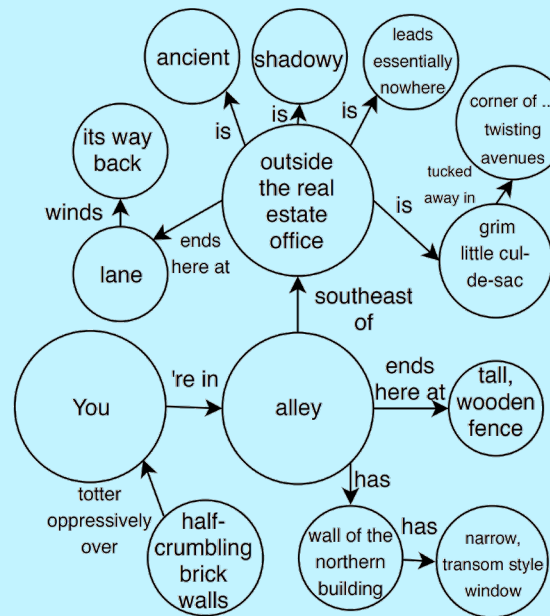 ancient
shadowy
leads
essentially
nowhere
corner of ..
twisting
avenues
is
is
is
its way
back
outside
the real
estate
office
tucked
away in
winds
ends
here at
is
grim
little cul-
de-sac
lane
southeast
of
You
're in
alley
ends
here at
tall,
wooden
fence
totter
oppressively
over
has
half-
crumbling
brick
walls
wall of the
northern
building
has
narrow,
transom style
window